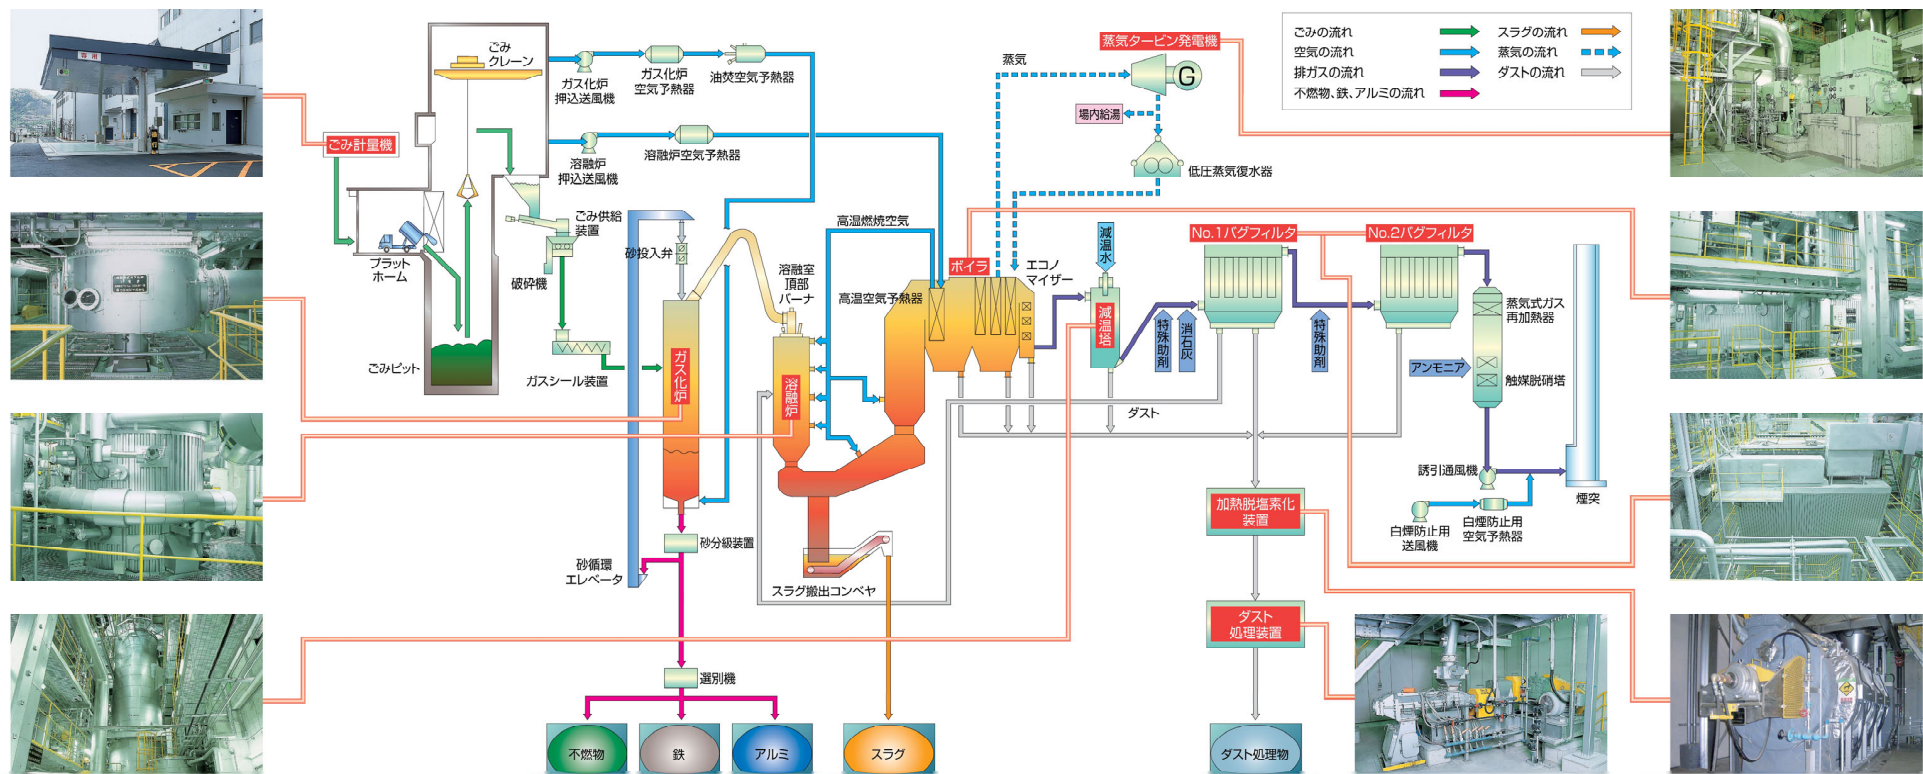 ごみの流れ
空気の流れ
排ガスの流れ
不燃物、鉄、アルミの流れ
スラグの流れ
蒸気の流れ
ダストの流れ
ごみ計量機
プラット
ホーム
ごみピット
ごみ
クレーン
ガス化炉
押込送風機
ガス化炉
空気予熱器
油焚空気予熱器
溶融炉
押込送風機
溶融炉空気予熱器
ごみ供給
装置
破砕機
ガスシール装置
砂投入弁
ガス化炉
砂循環
エレベータ
砂分級装置
選別機
不燃物
鉄
アルミ
スラグ
溶融室
頂部
バーナ
溶融炉
スラグ搬出コンベヤ
高温燃焼空気
高温空気予熱器
ボイラ
エコノ
マイザー
蒸気
蒸気タービン発電機
G
場内給湯
低圧蒸気復水器
減温水
減温塔
特殊助剤
消石灰
No.1バグフィルタ
特殊助剤
No.2バグフィルタ
蒸気式ガス
再加熱器
アンモニア
触媒脱硝塔
誘引通風機
白煙防止用
送風機
白煙防止用
空気予熱器
煙突
ダスト
加熱脱塩素化
装置
ダスト
処理装置
ダスト処理物